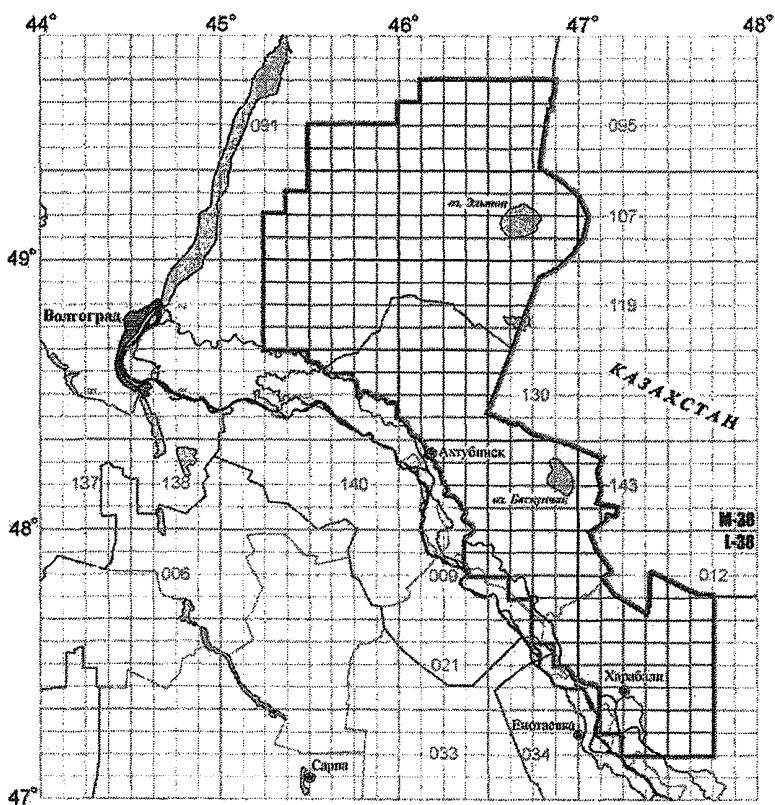 44° 45° 46° 47° 48°
091
095
оз. Эльтон
107
49°
119
Волгоград
КАЗАХСТАН
130
Ахтубинск
137 138 140 143
оз. Баскунчак
48°
М-38
L-38
006 009 012
021
Харабали
Енотаевка
033 034
Сарпа
47°